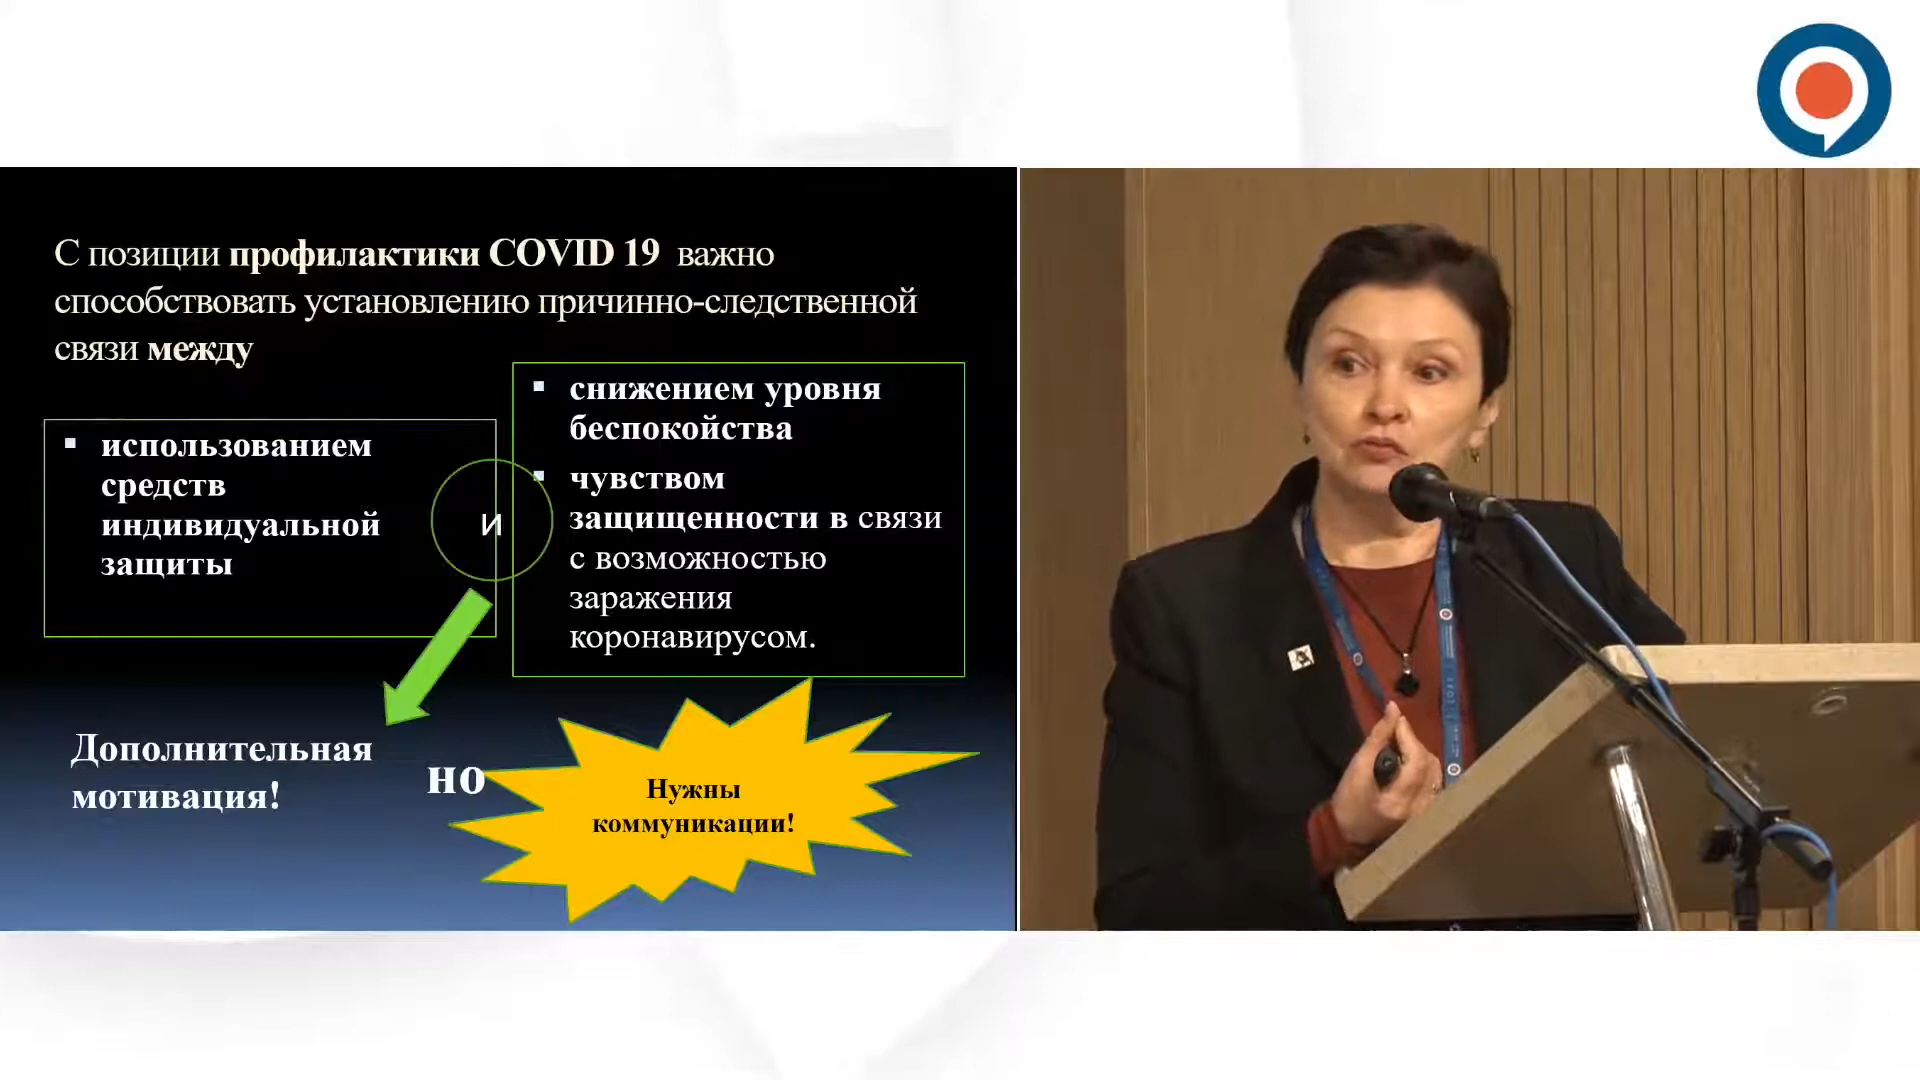 С позиции профилактики COVID 19 важно
способствовать установлению причинно-следственной
связи между
использованием
средств
индивидуальной
защиты
и
снижением уровня
беспокойства
чувством
защищенности в связи
с возможностью
заражения
коронавирусом.
Дополнительная
мотивация!
но
Нужны
коммуникации!